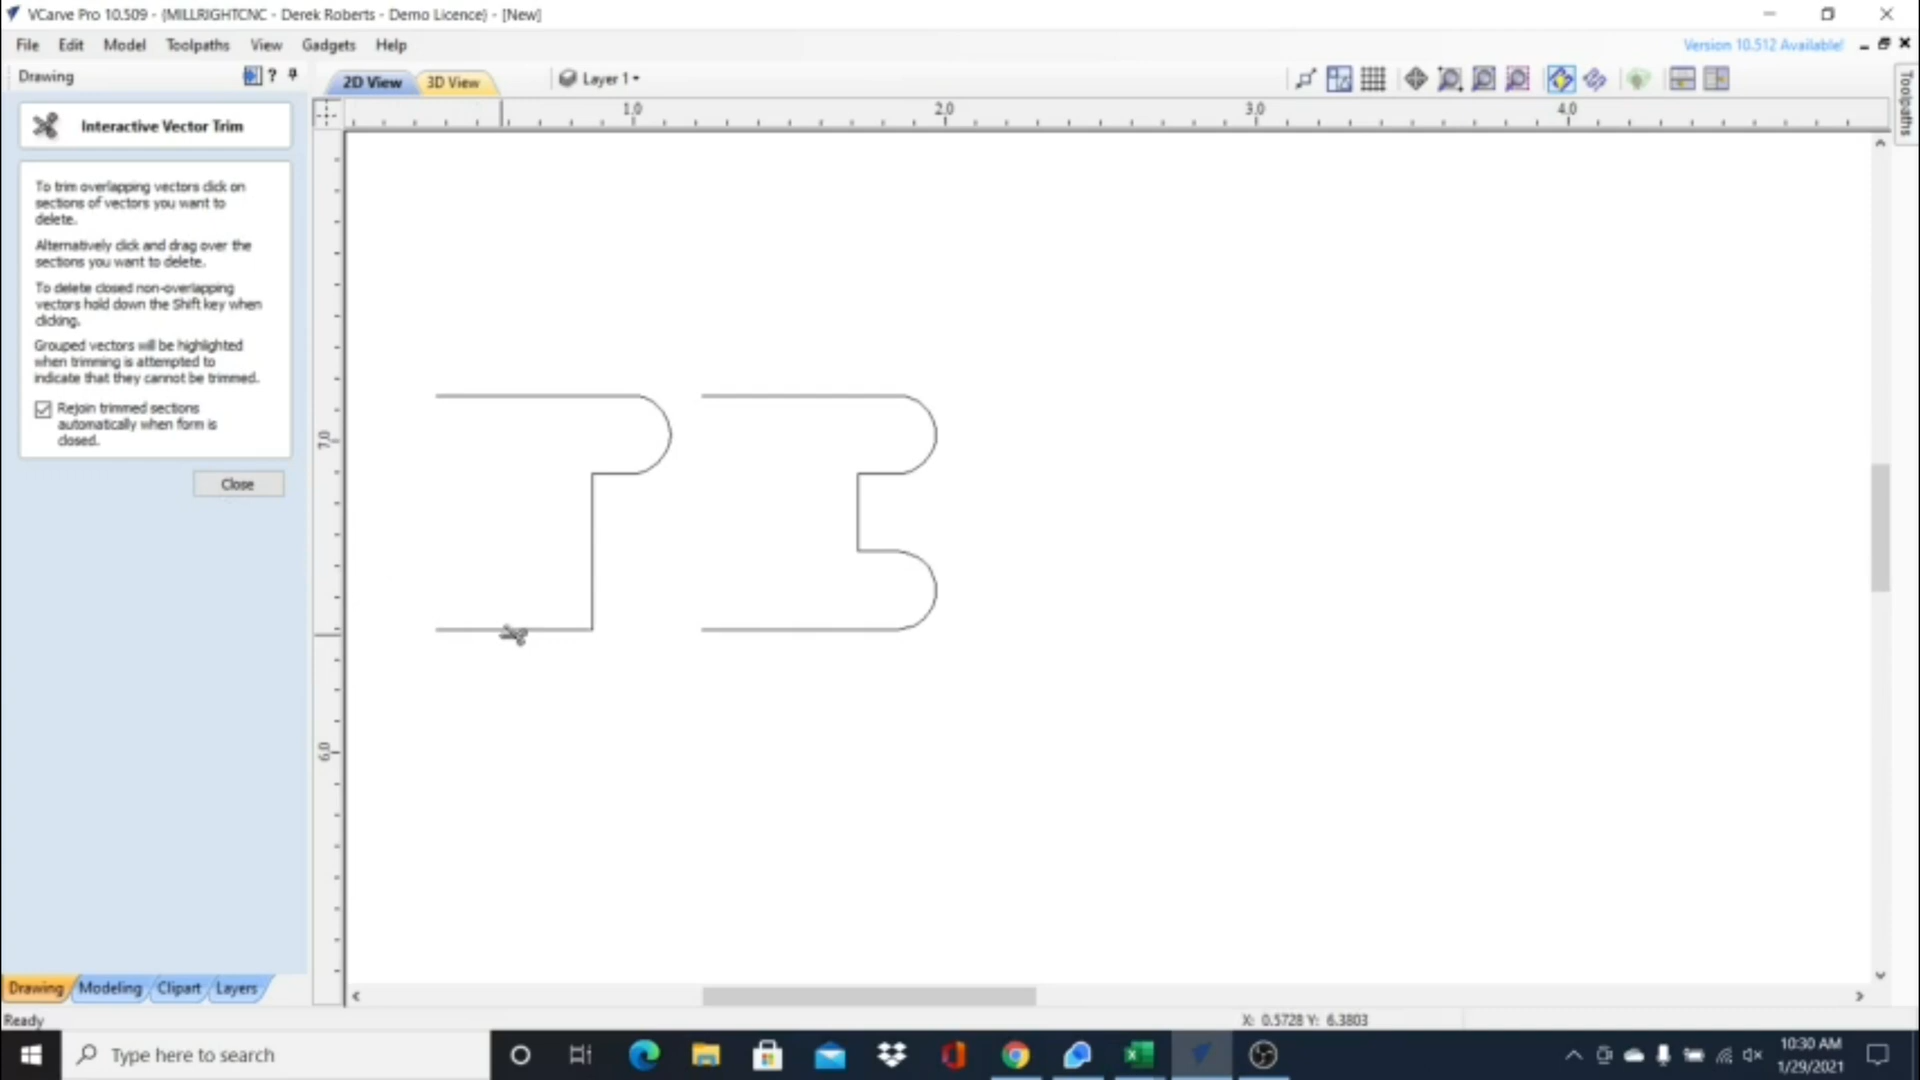 VCarve Pro 10.509 - {MILLRIGHTCNC - Derek Roberts - Demo Licence} - [New]
File Edit Model Toolpaths View Gadgets Help
Version 10.512 Available!
Drawing
?
2D View 3D View
Layer 1
Toolpaths
1.0 2.0 3.0 4.0
Interactive Vector Trim
To trim overlapping vectors click on
sections of vectors you want to
delete.
Alternatively click and drag over the
sections you want to delete.
To delete closed non-overlapping
vectors hold down the Shift key when
clicking.
Grouped vectors will be highlighted
when trimming is attempted to
indicate that they cannot be trimmed.
Rejoin trimmed sections
automatically when form is
closed.
Close
7.0
6.0
Drawing Modeling Clipart Layers
Ready
X: 0.5728 Y: 6.3803
Type here to search
10:30 AM
1/29/2021